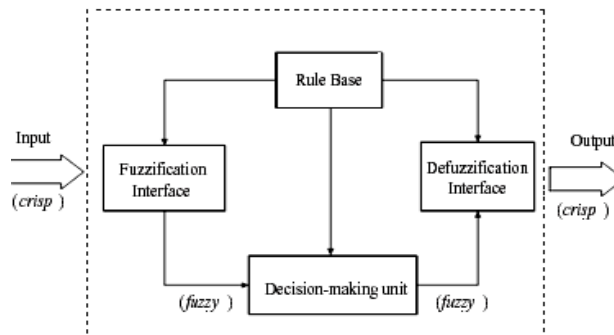 Rule Base
Input
Output
Fuzzification
Interface
Defuzzification
Interface
(crisp )
(crisp )
Decision-making unit
(fuzzy )
(fuzzy )